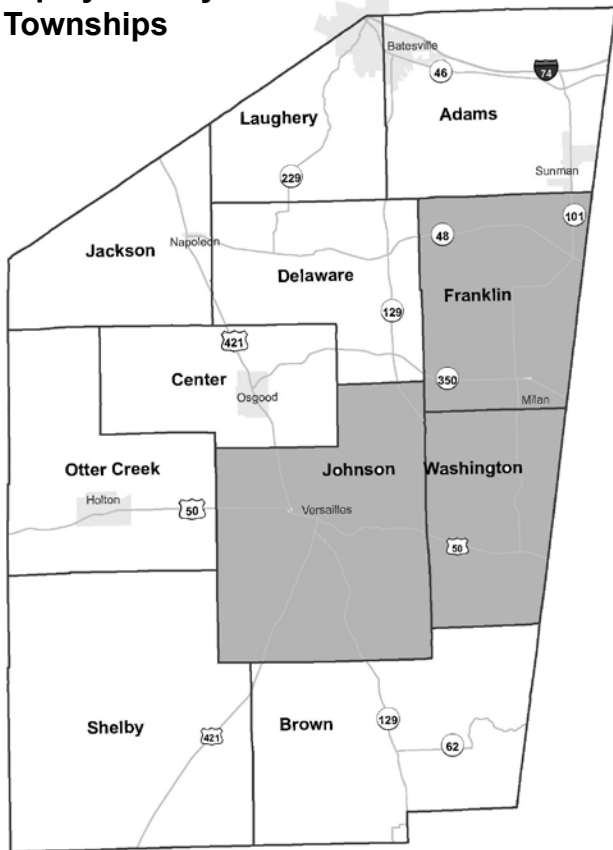 Townships
Batesville
46
74
Laughery
Adams
Sunman
229
101
Napoleon
48
Jackson
Delaware
Franklin
129
421
350
Center
Osgood
Milan
Otter Creek
Johnson
Washington
Holton
50
Versailles
50
Shelby
421
Brown
129
62